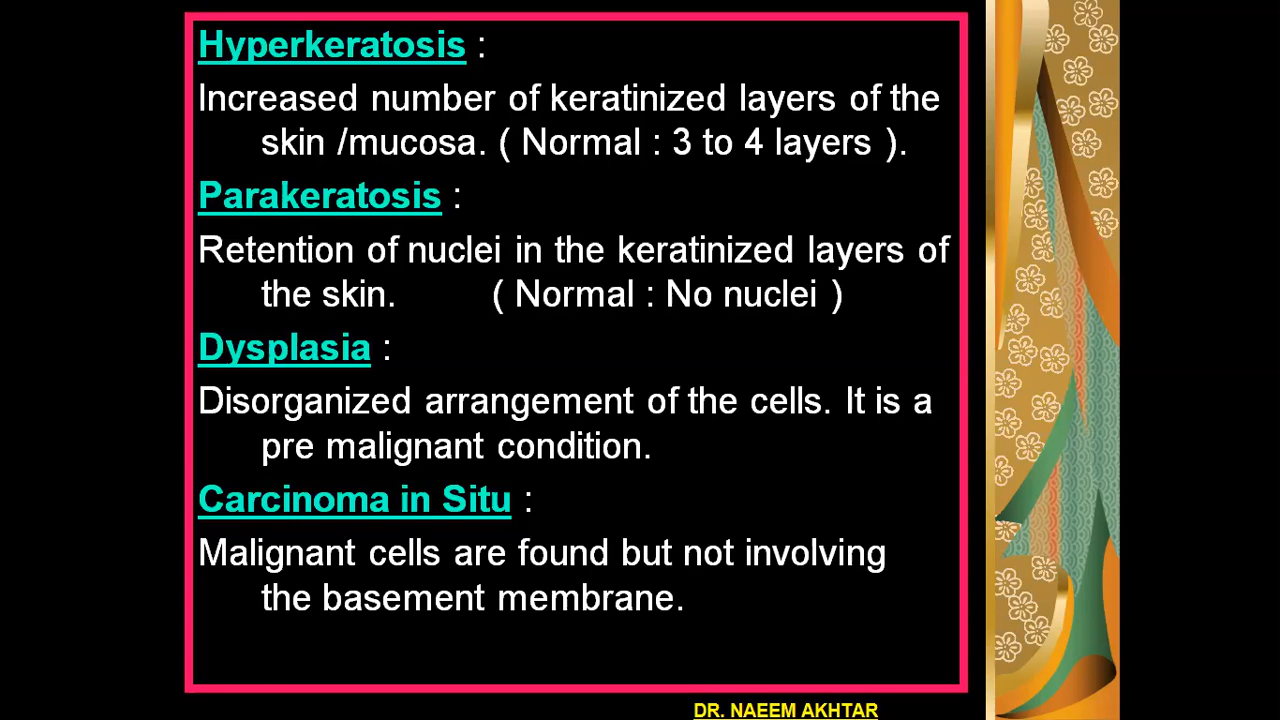 Hyperkeratosis :
Increased number of keratinized layers of the
skin /mucosa. ( Normal : 3 to 4 layers ).
Parakeratosis :
Retention of nuclei in the keratinized layers of
the skin. ( Normal : No nuclei )
Dysplasia :
Disorganized arrangement of the cells. It is a
pre malignant condition.
Carcinoma in Situ :
Malignant cells are found but not involving
the basement membrane.
DR. NAEEM AKHTAR